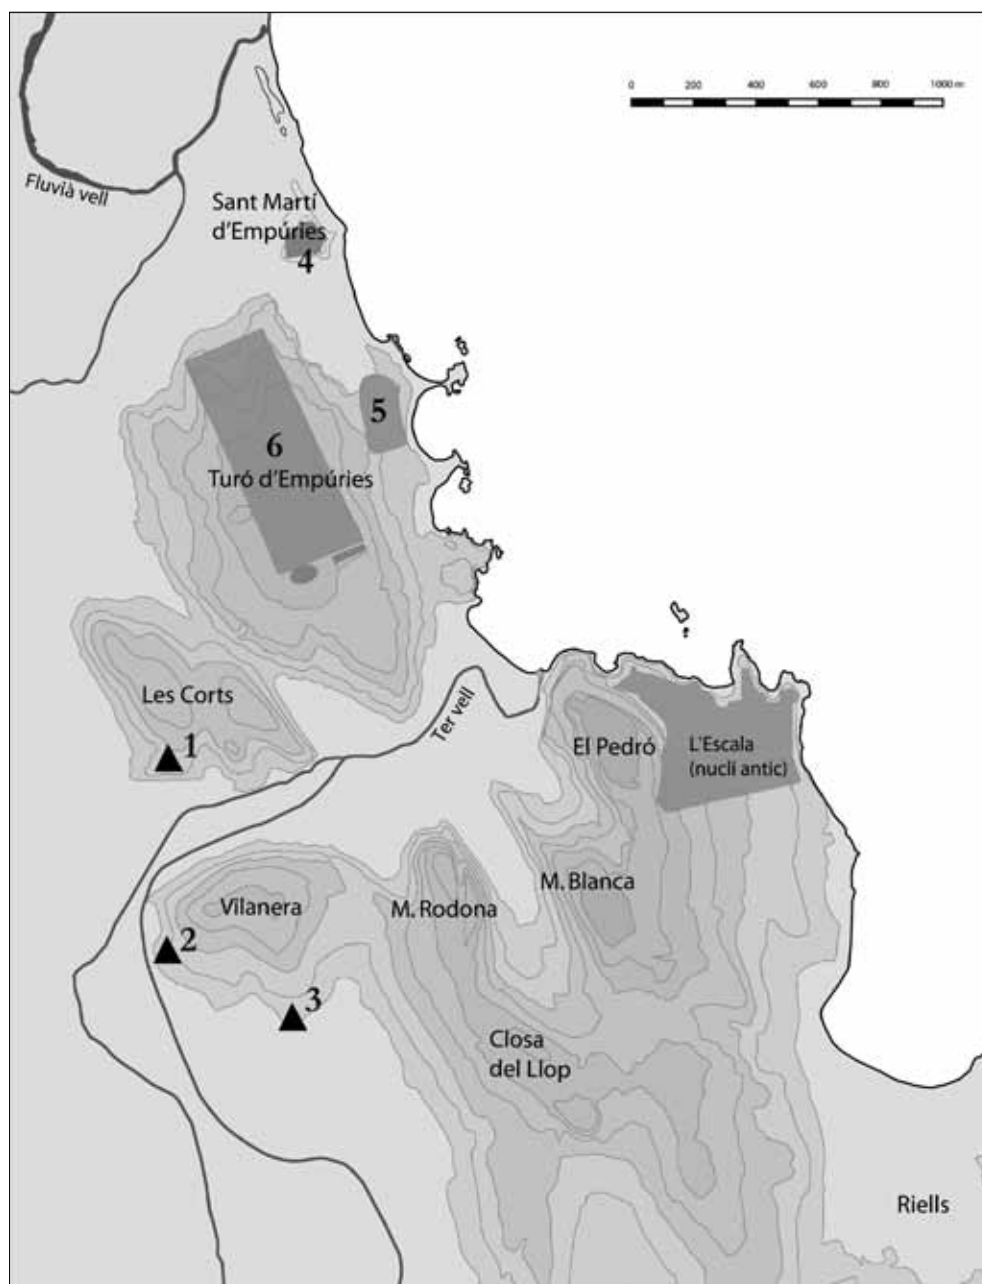 0 200 400 600 800 1000 m
Fluvià vell
Sant Martí
d'Empúries
4
5
6
Turó d'Empúries
Les Corts
1
Ter vell
El Pedró
L'Escala
(nucli antic)
Vilanera
M. Rodona
M. Blanca
2
3
Closa
del Llop
Riells